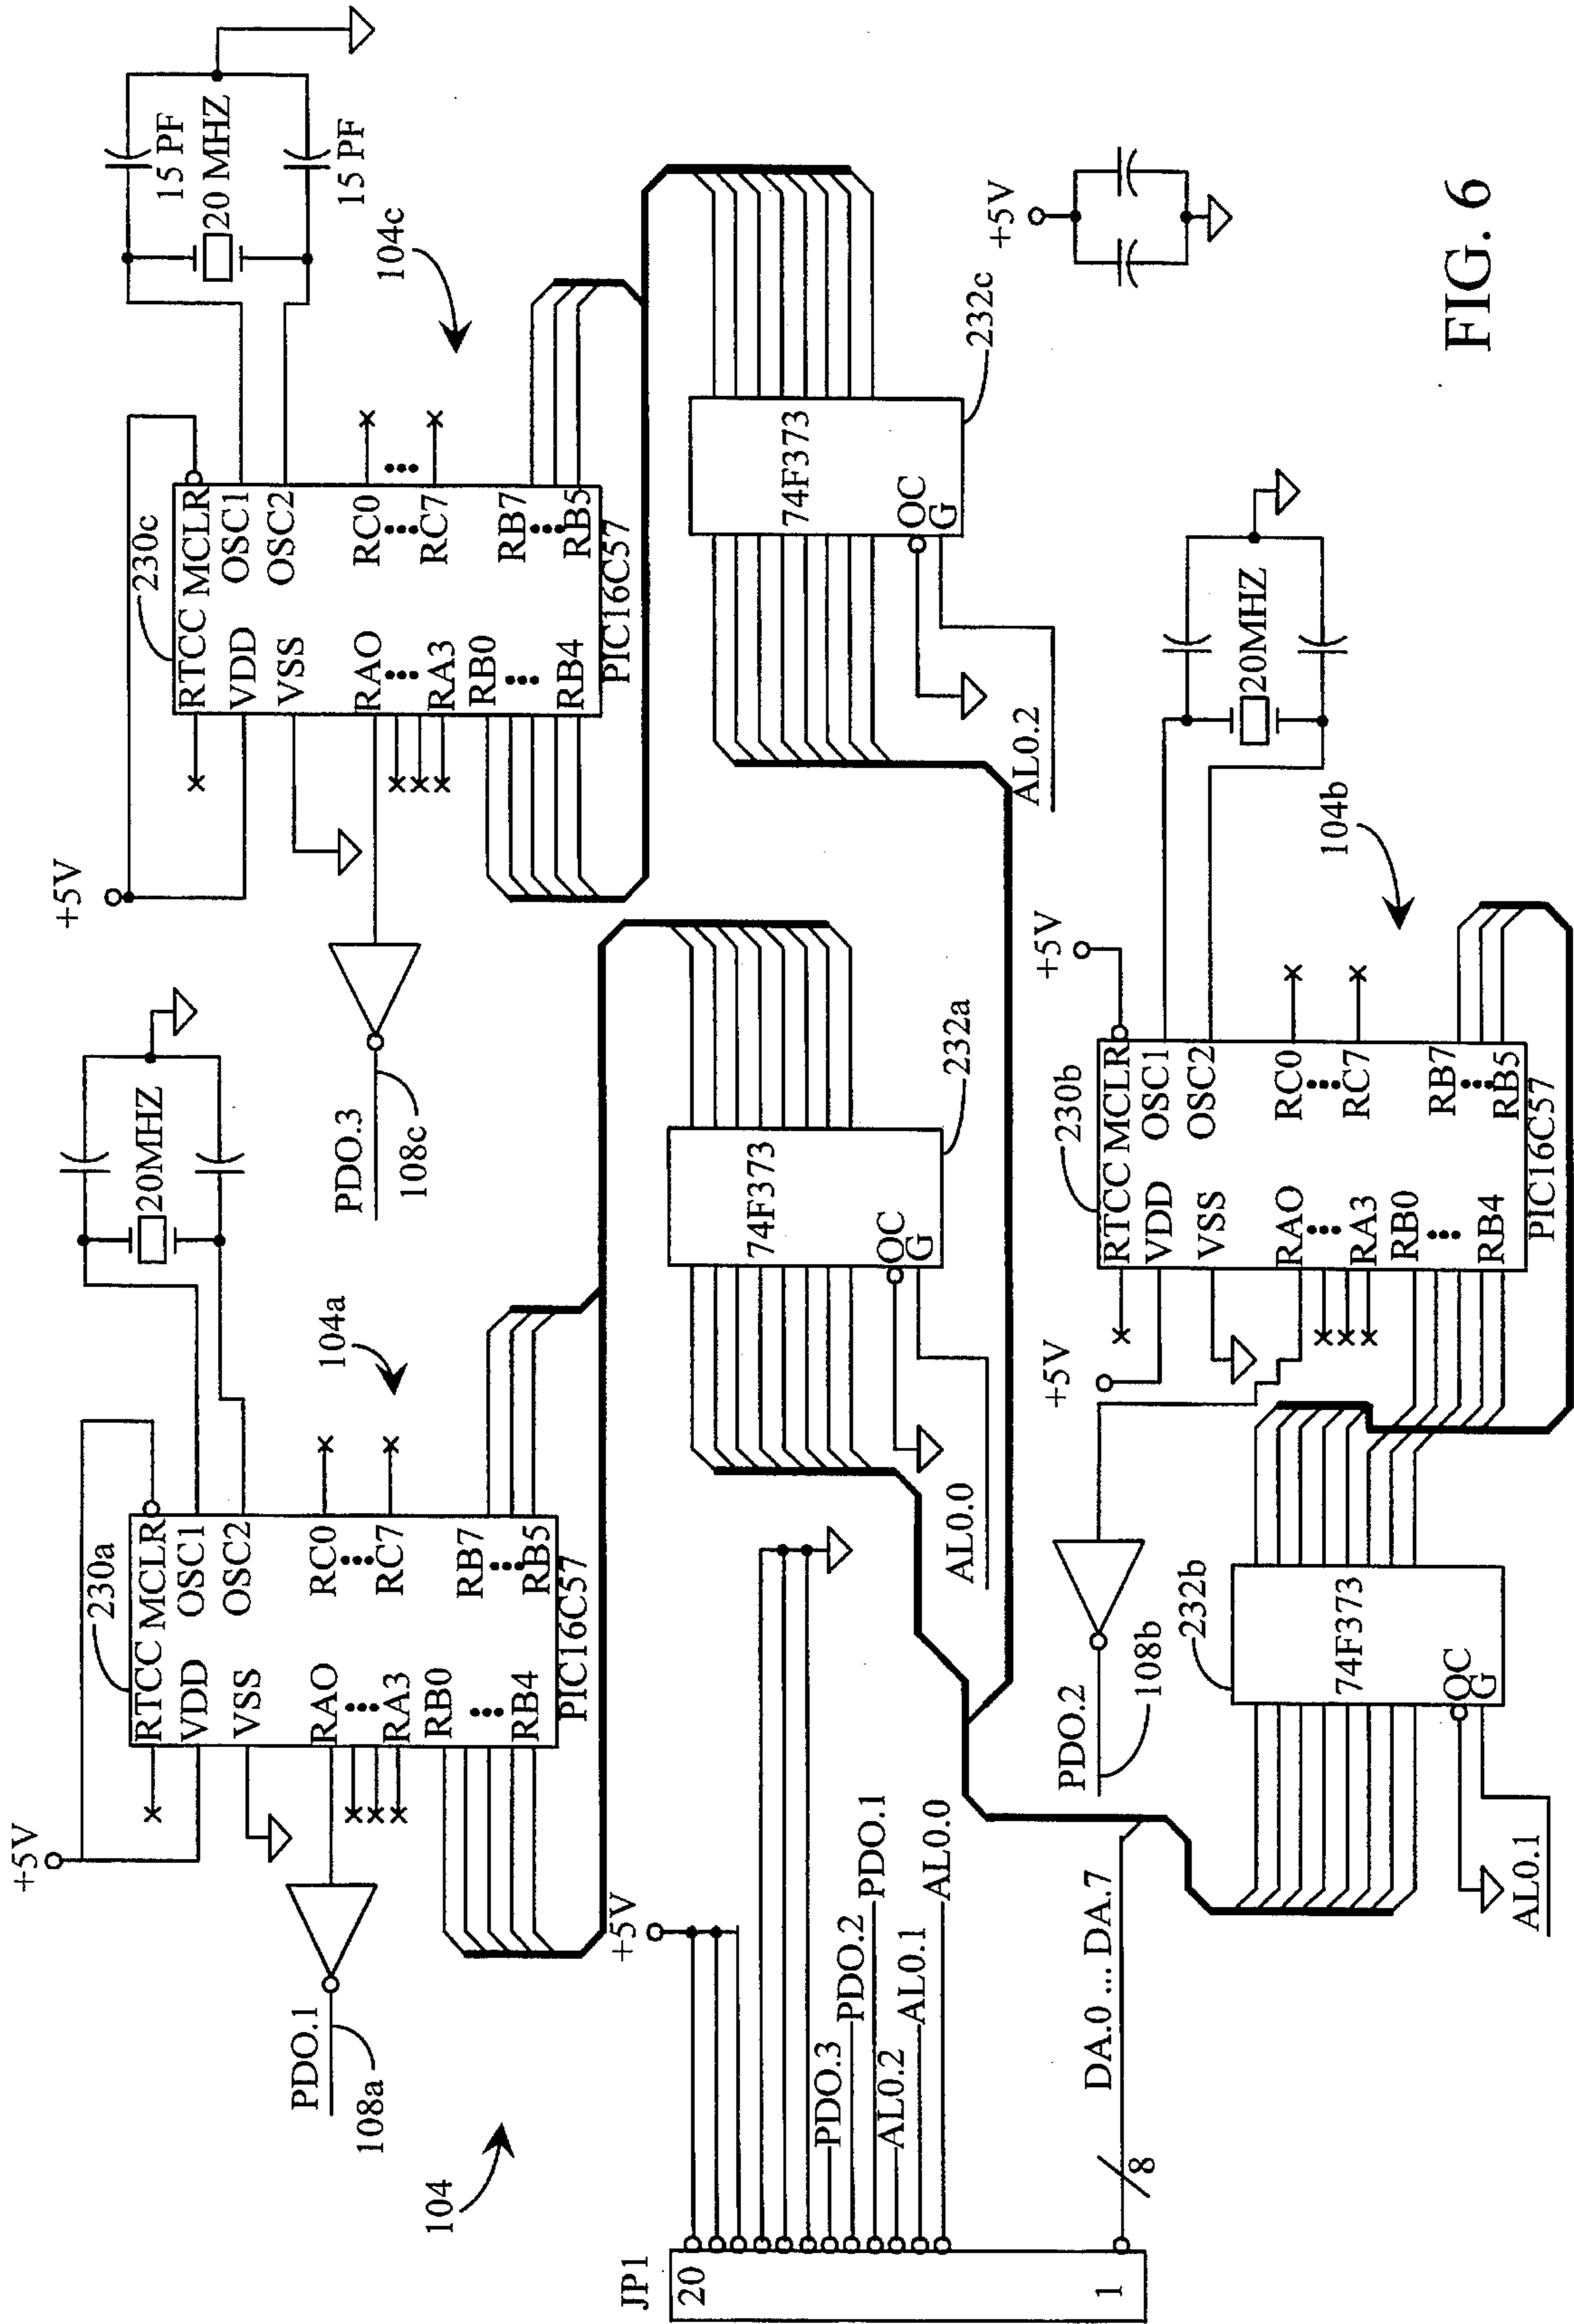 +5V
230a
RTCC MCLR
VDD OSC1
VSS OSC2
RAO RC0
RA3 RC7
RB0 RB7
RB4 RB5
PIC16C57
20MHZ
104a
PDO.1
108a
104
+5V
230c
RTCC MCLR
VDD OSC1
VSS OSC2
RAO RC0
RA3 RC7
RB0 RB7
RB4 RB5
PIC16C57
15 PF
20 MHZ
15 PF
104c
PDO.3
108c
JP1
20
1
+5V
PDO.3
PDO.2
PDO.1
AL0.2
AL0.1
AL0.0
DA.0 ... DA.7
8
74F373
OC
G
232a
AL0.0
74F373
OC
G
232c
AL0.2
+5V
PDO.2
108b
74F373
OC
G
232b
AL0.1
+5V
+5V
230b
RTCC MCLR
VDD OSC1
VSS OSC2
RAO RC0
RA3 RC7
RB0 RB7
RB4 RB5
PIC16C57
20MHZ
104b
FIG. 6